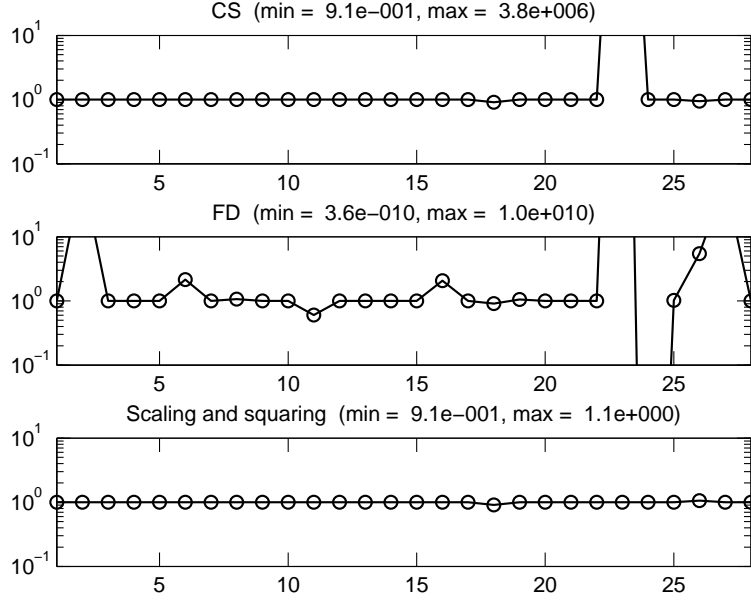 CS (min = 9.1e−001, max = 3.8e+006)
10^1
10^0
10^−1
5 10 15 20 25
FD (min = 3.6e−010, max = 1.0e+010)
10^1
10^0
10^−1
5 10 15 20 25
Scaling and squaring (min = 9.1e−001, max = 1.1e+000)
10^1
10^0
10^−1
5 10 15 20 25